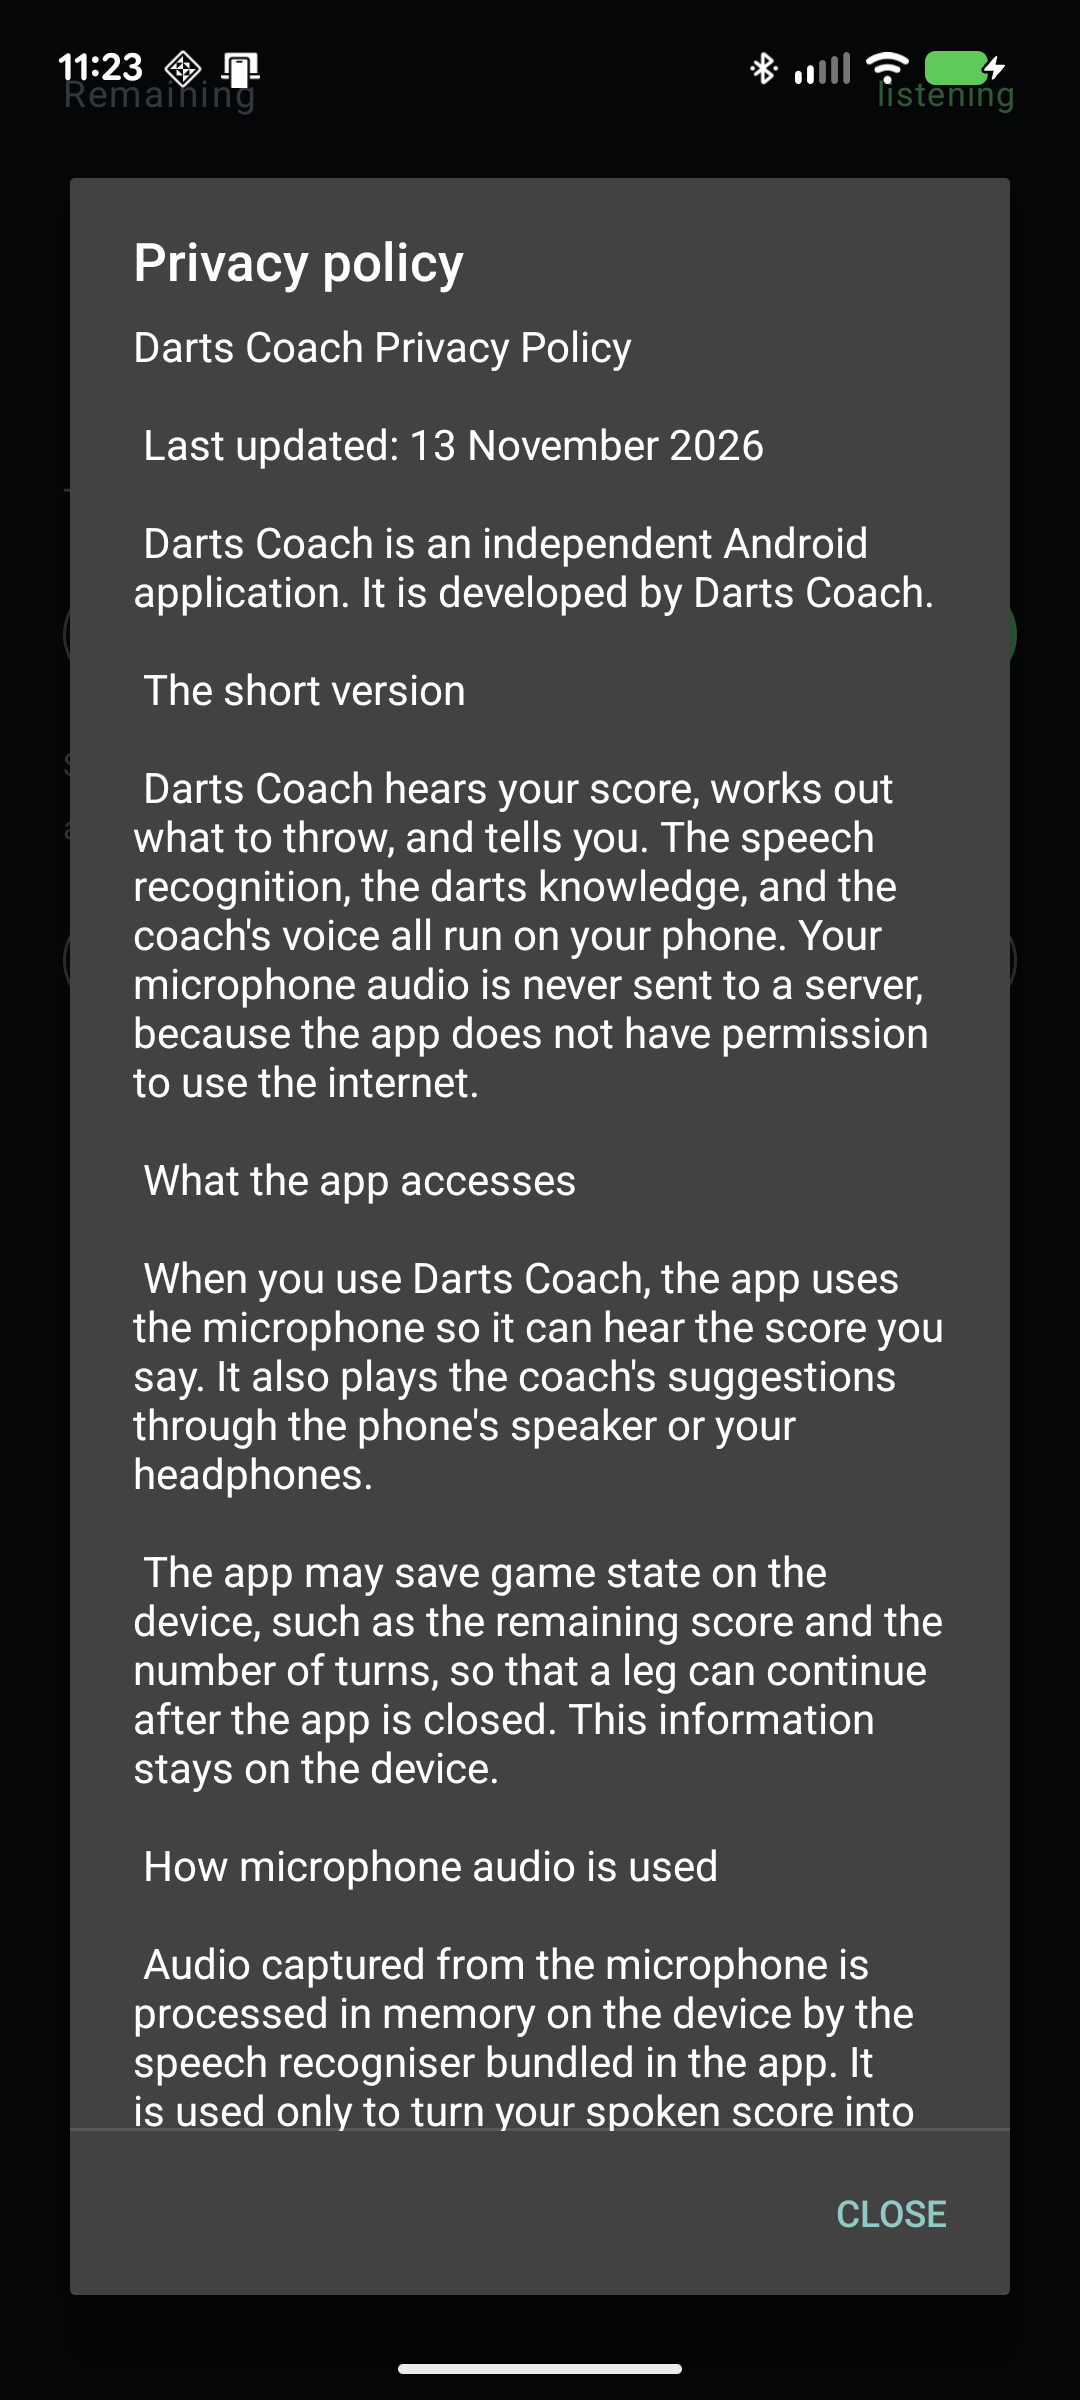 11:23
Remaining
listening
Privacy policy
Darts Coach Privacy Policy
Last updated: 13 November 2026
Darts Coach is an independent Android
application. It is developed by Darts Coach.
The short version
Darts Coach hears your score, works out
what to throw, and tells you. The speech
recognition, the darts knowledge, and the
coach's voice all run on your phone. Your
microphone audio is never sent to a server,
because the app does not have permission
to use the internet.
What the app accesses
When you use Darts Coach, the app uses
the microphone so it can hear the score you
say. It also plays the coach's suggestions
through the phone's speaker or your
headphones.
The app may save game state on the
device, such as the remaining score and the
number of turns, so that a leg can continue
after the app is closed. This information
stays on the device.
How microphone audio is used
Audio captured from the microphone is
processed in memory on the device by the
speech recogniser bundled in the app. It
is used only to turn your spoken score into
CLOSE